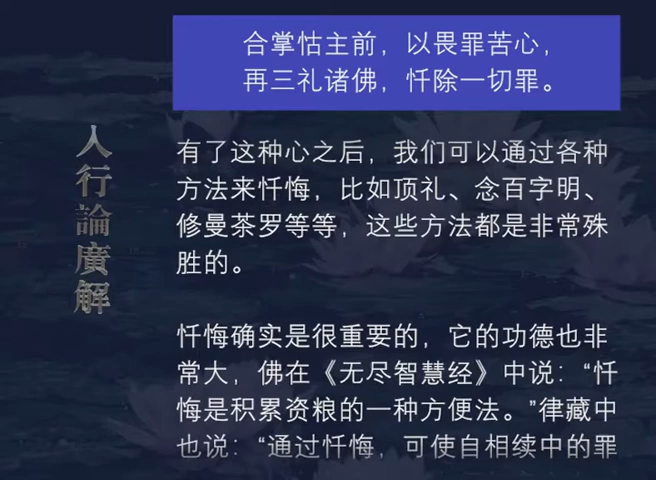 合掌怙主前，以畏罪苦心，
再三礼诸佛，忏除一切罪。
入行論廣解
有了这种心之后，我们可以通过各种
方法来忏悔，比如顶礼、念百字明、
修曼茶罗等等，这些方法都是非常殊
胜的。
忏悔确实是很重要的，它的功德也非
常大，佛在《无尽智慧经》中说：“忏
悔是积累资粮的一种方便法。”律藏中
也说：“通过忏悔，可使自相续中的罪